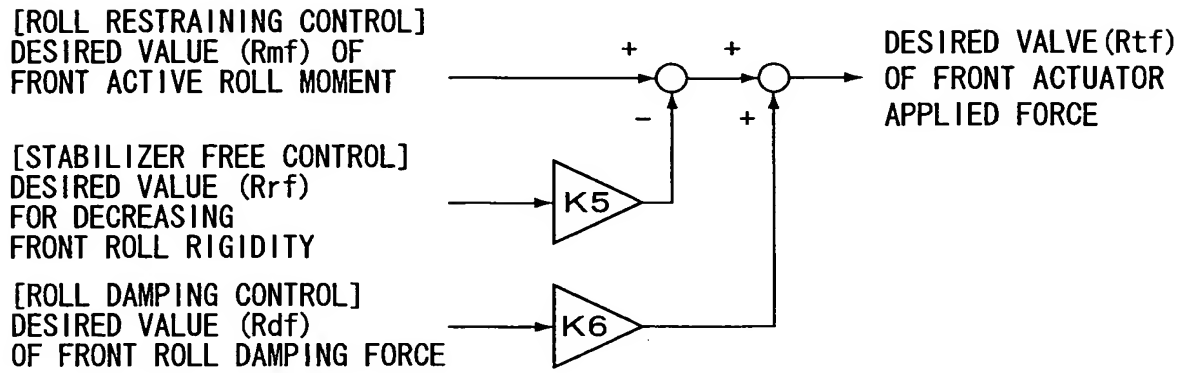 [ROLL RESTRAINING CONTROL]
DESIRED VALUE (Rmf) OF
FRONT ACTIVE ROLL MOMENT
+
+
DESIRED VALVE(Rtf)
OF FRONT ACTUATOR
APPLIED FORCE
−
+
[STABILIZER FREE CONTROL]
DESIRED VALUE (Rrf)
FOR DECREASING
FRONT ROLL RIGIDITY
K5
[ROLL DAMPING CONTROL]
DESIRED VALUE (Rdf)
OF FRONT ROLL DAMPING FORCE
K6